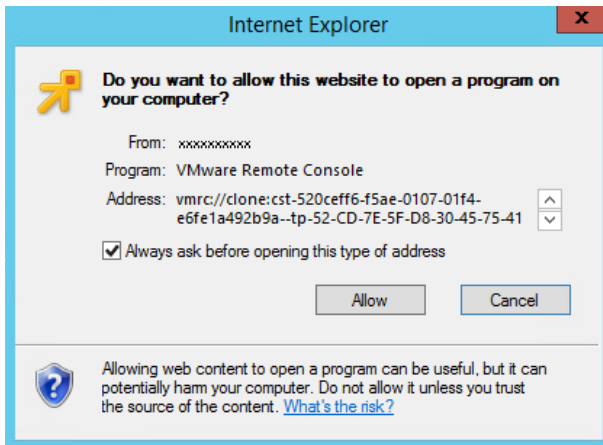 Internet Explorer
x
Do you want to allow this website to open a program on
your computer?
From: xxxxxxxxxx
Program: VMware Remote Console
Address: vmrc://clone:cst-520ceff6-f5ae-0107-01f4-
e6fe1a492b9a--tp-52-CD-7E-5F-D8-30-45-75-41
Always ask before opening this type of address
Allow Cancel
Allowing web content to open a program can be useful, but it can
potentially harm your computer. Do not allow it unless you trust
the source of the content. What's the risk?